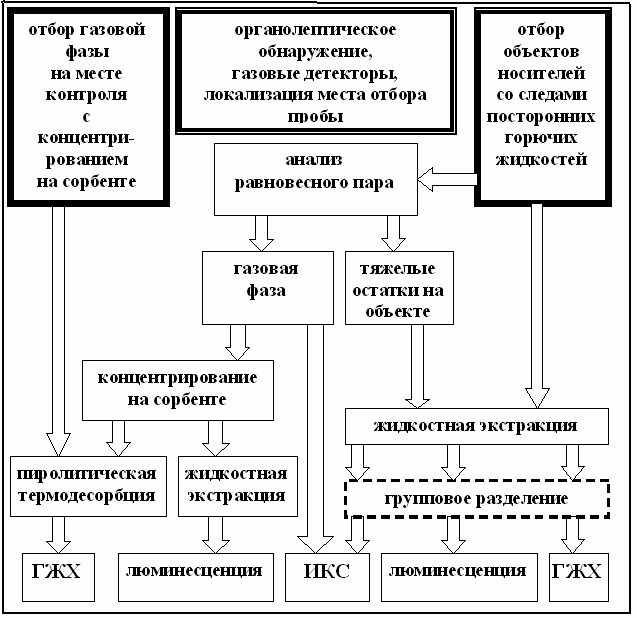 отбор газовой
фазы
на месте
контроля
с
концентри-
рованием
на сорбенте
органолептическое
обнаружение,
газовые детекторы,
локализация места отбора
пробы
отбор
объектов
носителей
со следами
посторонних
горючих
жидкостей
анализ
равновесного пара
газовая
фаза
тяжелые
остатки на
объекте
концентрирование
на сорбенте
жидкостная экстракция
пиролитическая
термодесорбция
жидкостная
экстракция
групповое разделение
ГЖХ
люминесценция
ИКС
люминесценция
ГЖХ